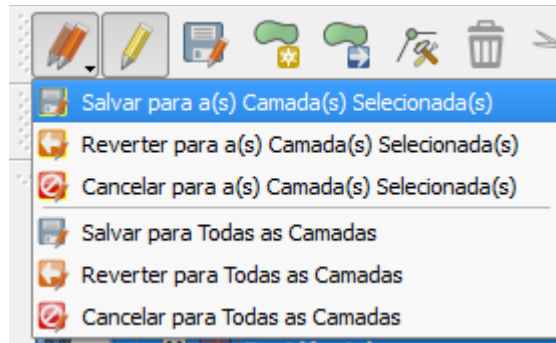 Salvar para a(s) Camada(s) Selecionada(s)
Reverter para a(s) Camada(s) Selecionada(s)
Cancelar para a(s) Camada(s) Selecionada(s)
Salvar para Todas as Camadas
Reverter para Todas as Camadas
Cancelar para Todas as Camadas